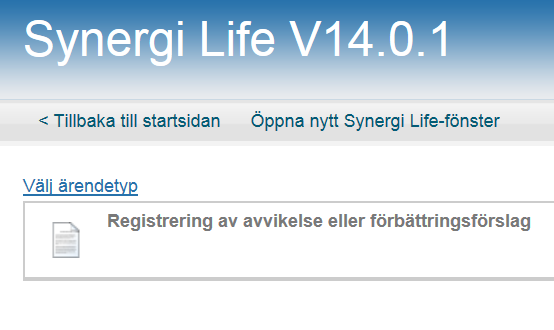 Synergi Life V14.0.1
< Tillbaka till startsidan Öppna nytt Synergi Life-fönster
Välj ärendetyp
Registrering av avvikelse eller förbättringsförslag